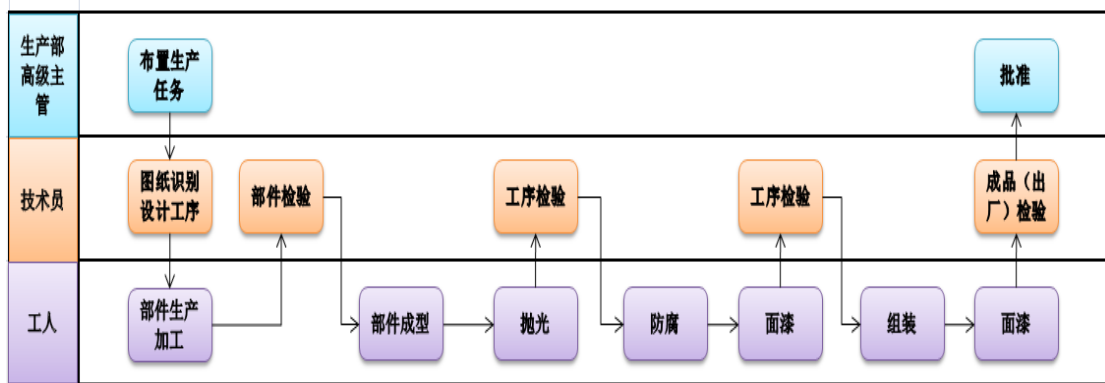 生产部
高级主
管
布置生产
任务
批准
技术员
图纸识别
设计工序
部件检验
工序检验
工序检验
成品（出
厂）检验
工人
部件生产
加工
部件成型
抛光
防腐
面漆
组装
面漆